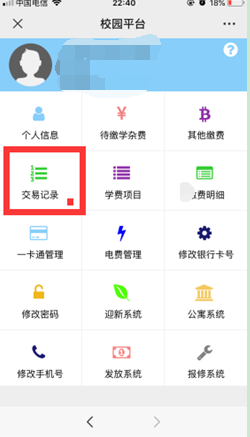 中国电信 22:40 18%
校园平台
?
个人信息 待缴学杂费 其他缴费
交易记录 学费项目 费明细
一卡通管理 电费管理 修改银行卡号
修改密码 迎新系统 公寓系统
修改手机号 发放系统 报修系统